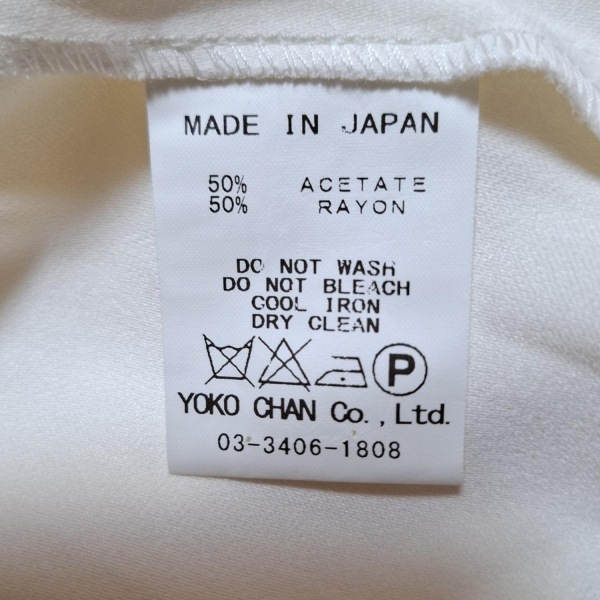 MADE IN JAPAN
50% ACETATE
50% RAYON
DO NOT WASH
DO NOT BLEACH
COOL IRON
DRY CLEAN
P
YOKO CHAN Co.,Ltd.
03-3406-1808